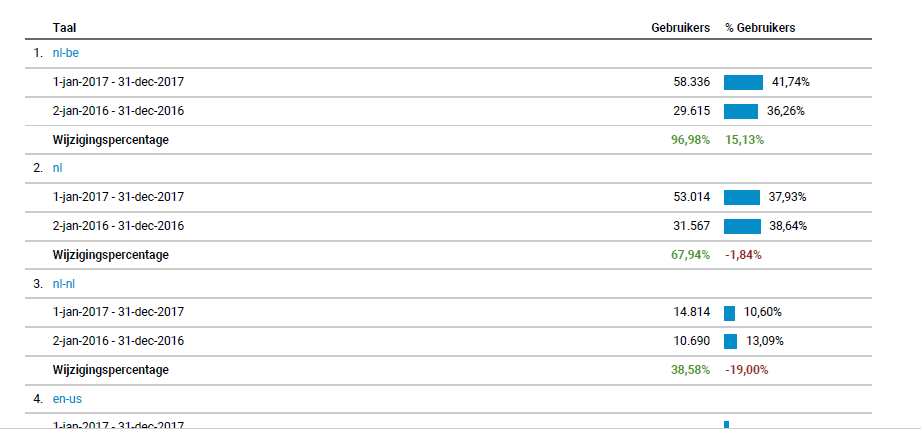 Taal Gebruikers % Gebruikers
1. nl-be
1-jan-2017 - 31-dec-2017 58.336 41,74%
2-jan-2016 - 31-dec-2016 29.615 36,26%
Wijzigingspercentage 96,98% 15,13%
2. nl
1-jan-2017 - 31-dec-2017 53.014 37,93%
2-jan-2016 - 31-dec-2016 31.567 38,64%
Wijzigingspercentage 67,94% -1,84%
3. nl-nl
1-jan-2017 - 31-dec-2017 14.814 10,60%
2-jan-2016 - 31-dec-2016 10.690 13,09%
Wijzigingspercentage 38,58% -19,00%
4. en-us
1-jan-2017 - 31-dec-2017